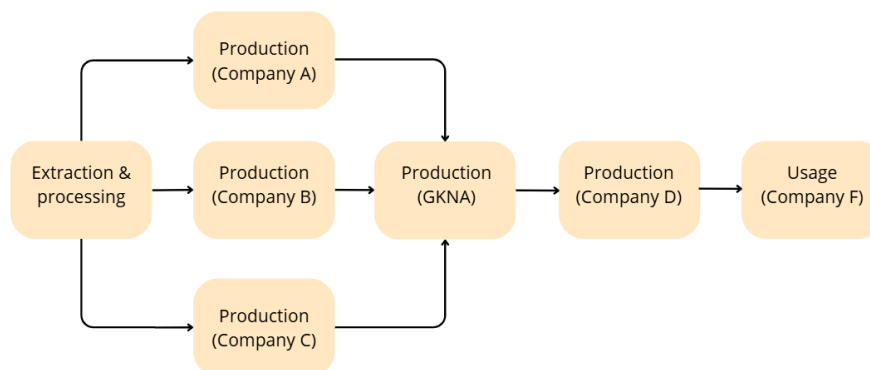 Production
(Company A)
Extraction &
processing
Production
(Company B)
Production
(GKNA)
Production
(Company D)
Usage
(Company F)
Production
(Company C)